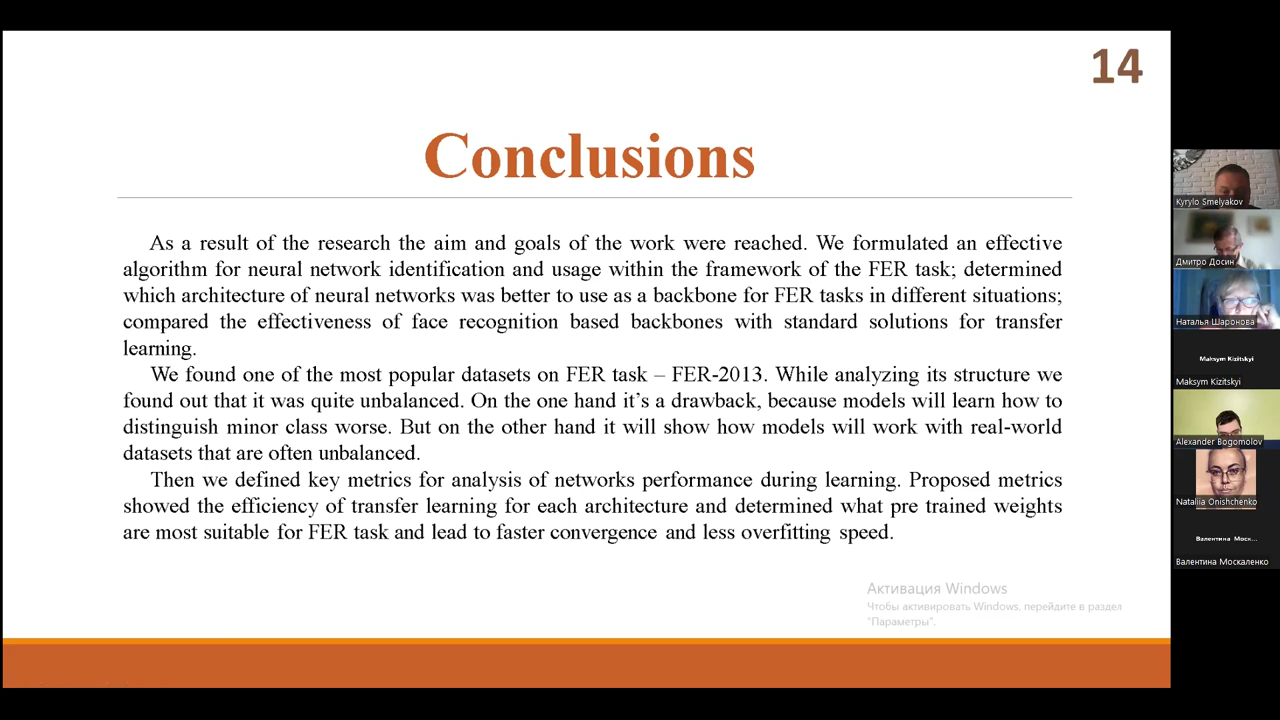 14
Conclusions
As a result of the research the aim and goals of the work were reached. We formulated an effective
algorithm for neural network identification and usage within the framework of the FER task; determined
which architecture of neural networks was better to use as a backbone for FER tasks in different situations;
compared the effectiveness of face recognition based backbones with standard solutions for transfer
learning.
We found one of the most popular datasets on FER task – FER-2013. While analyzing its structure we
found out that it was quite unbalanced. On the one hand it’s a drawback, because models will learn how to
distinguish minor class worse. But on the other hand it will show how models will work with real-world
datasets that are often unbalanced.
Then we defined key metrics for analysis of networks performance during learning. Proposed metrics
showed the efficiency of transfer learning for each architecture and determined what pre trained weights
are most suitable for FER task and lead to faster convergence and less overfitting speed.
Активация Windows
Чтобы активировать Windows, перейдите в раздел
"Параметры".
Kyrylo Smelyakov
Дмитро Досин
Наталья Шаронова
Maksym Kizitskyi
Maksym Kizitskyi
Alexander Bogomolov
Nataliia Onishchenko
Валентина Моск...
Валентина Москаленко